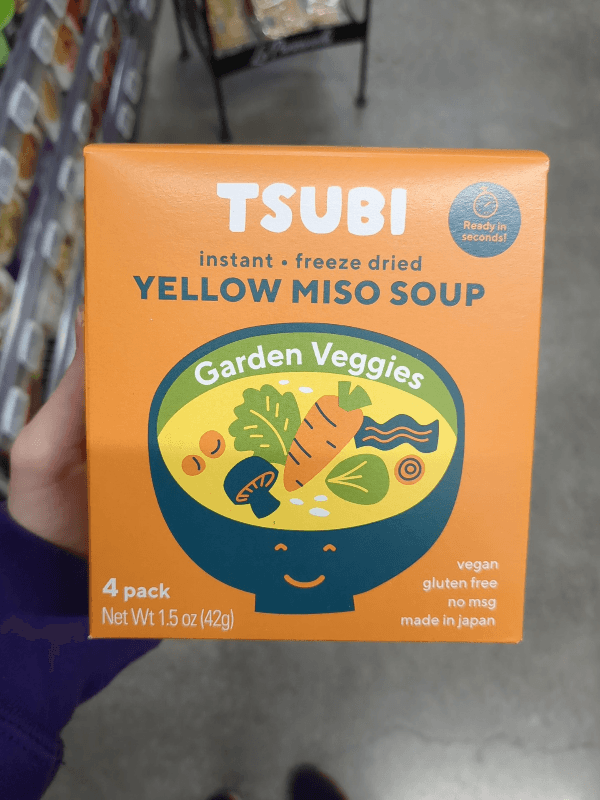 TSUBI
Ready in
seconds!
instant • freeze dried
YELLOW MISO SOUP
Garden Veggies
4 pack
Net Wt 1.5 oz (42g)
vegan
gluten free
no msg
made in japan